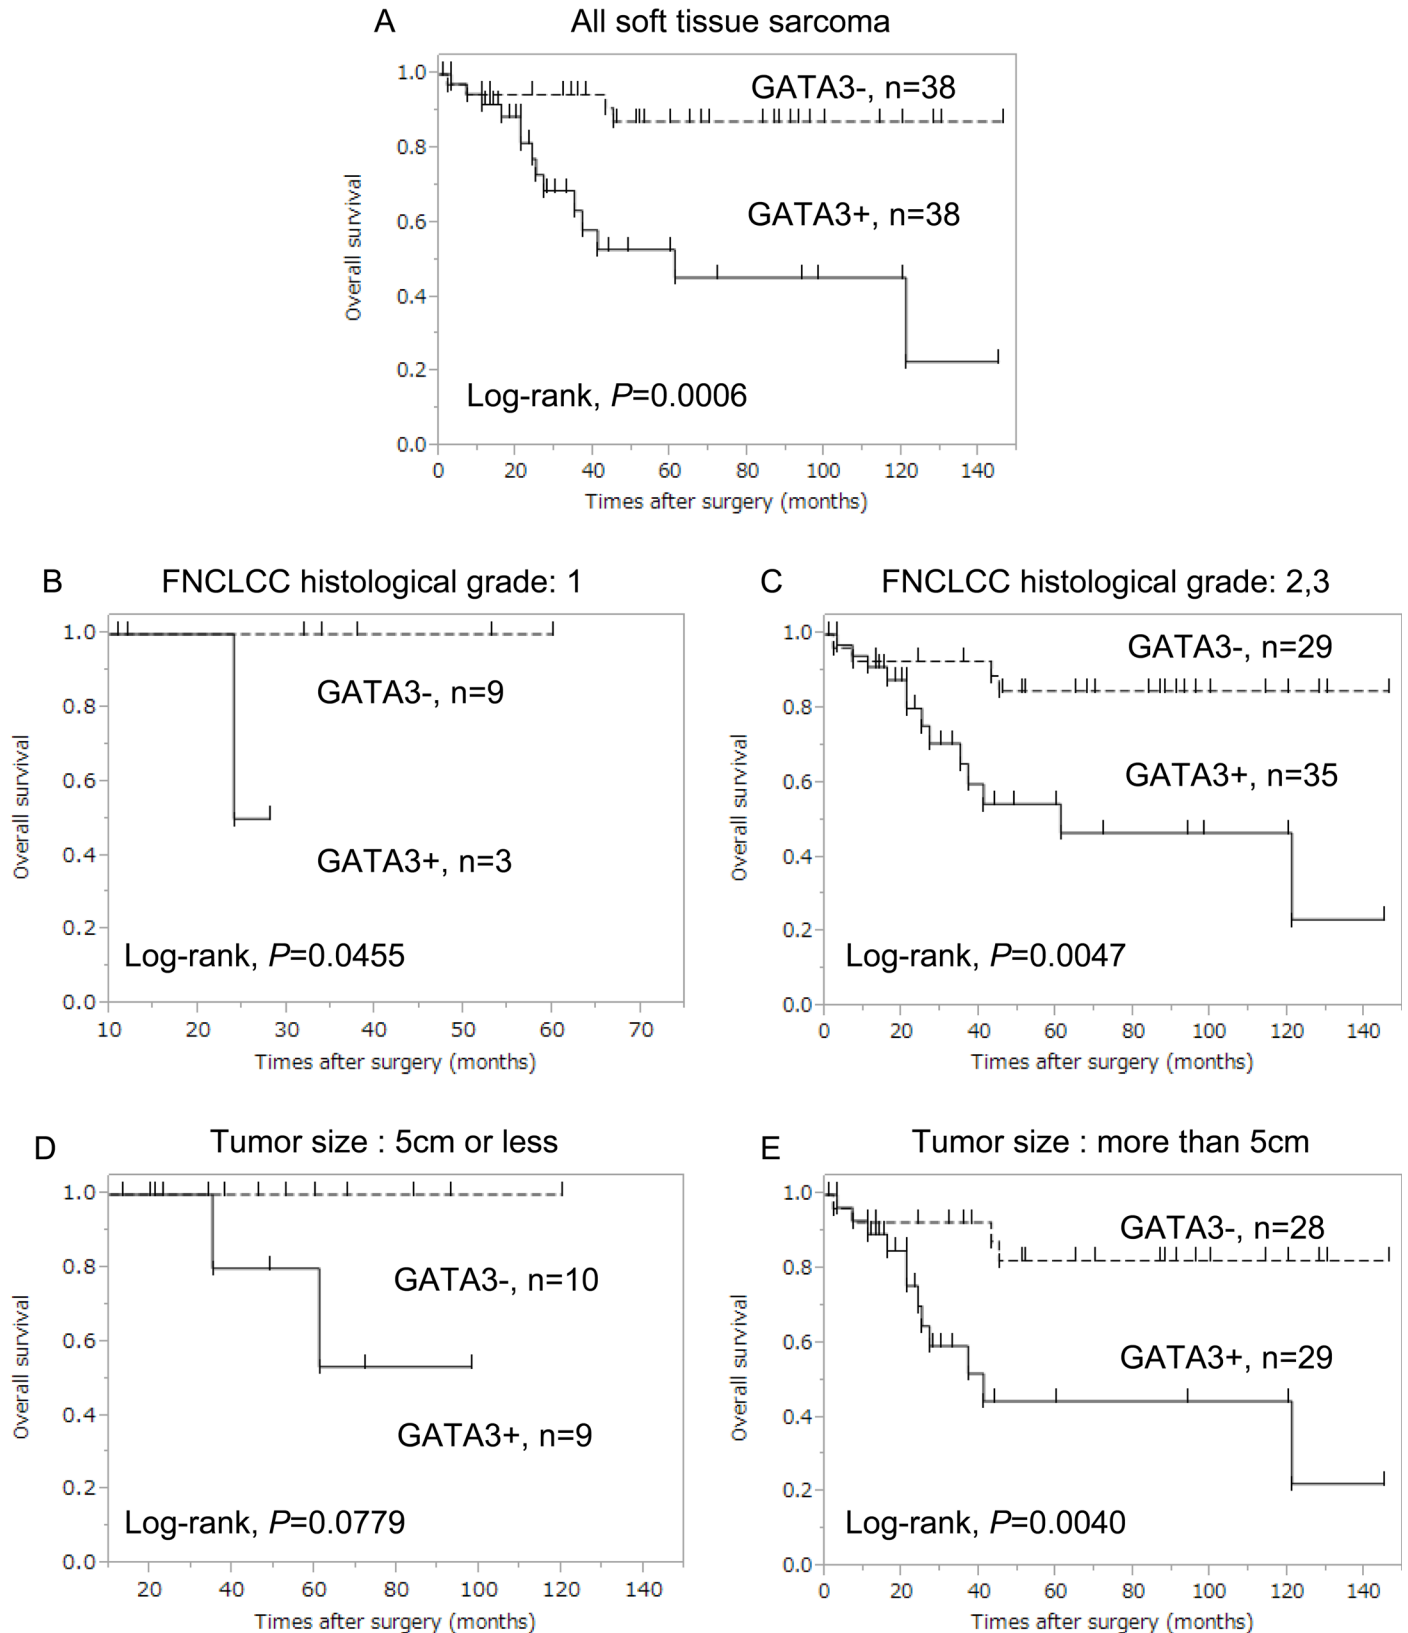 A All soft tissue sarcoma
1.0
GATA3-, n=38
0.8
0.6
GATA3+, n=38
0.4
0.2
Log-rank, P=0.0006
0.0
Overall survival
0 20 40 60 80 100 120 140
Times after surgery (months)
B FNCLCC histological grade: 1
1.0
GATA3-, n=9
0.8
0.6
GATA3+, n=3
0.4
0.2
Log-rank, P=0.0455
0.0
Overall survival
10 20 30 40 50 60 70
Times after surgery (months)
C FNCLCC histological grade: 2,3
1.0
GATA3-, n=29
0.8
GATA3+, n=35
0.6
0.4
0.2
Log-rank, P=0.0047
0.0
Overall survival
0 20 40 60 80 100 120 140
Times after surgery (months)
D Tumor size : 5cm or less
1.0
0.8
GATA3-, n=10
0.6
0.4
GATA3+, n=9
0.2
Log-rank, P=0.0779
0.0
Overall survival
20 40 60 80 100 120 140
Times after surgery (months)
E Tumor size : more than 5cm
1.0
GATA3-, n=28
0.8
0.6
GATA3+, n=29
0.4
0.2
Log-rank, P=0.0040
0.0
Overall survival
0 20 40 60 80 100 120 140
Times after surgery (months)